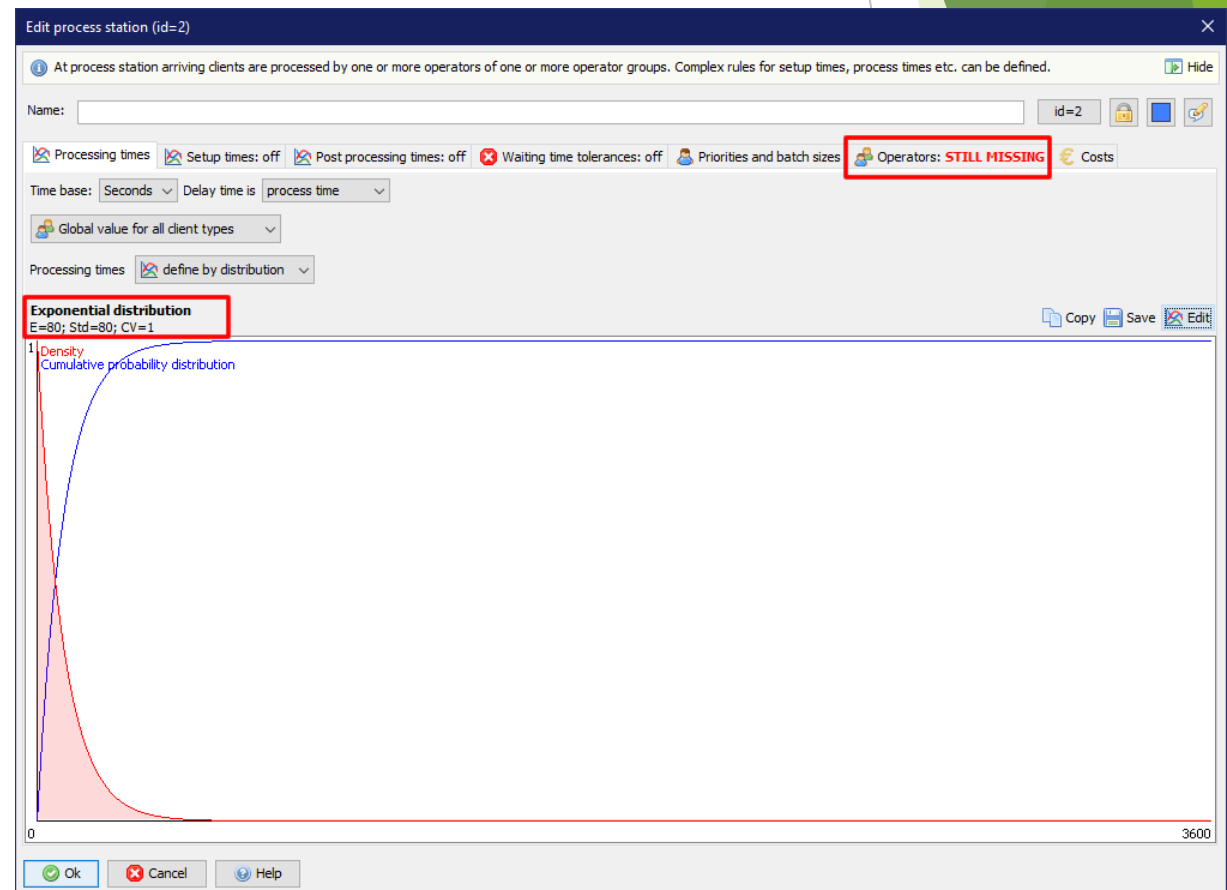 Edit process station (id=2)
At process station arriving clients are processed by one or more operators of one or more operator groups. Complex rules for setup times, process times etc. can be defined. Hide
Name: id=2
Processing times Setup times: off Post processing times: off Waiting time tolerances: off Priorities and batch sizes Operators: STILL MISSING Costs
Time base: Seconds Delay time is process time
Global value for all client types
Processing times define by distribution
Exponential distribution
E=80; Std=80; CV=1
Copy Save Edit
1
Density
Cumulative probability distribution
0 3600
Ok Cancel Help